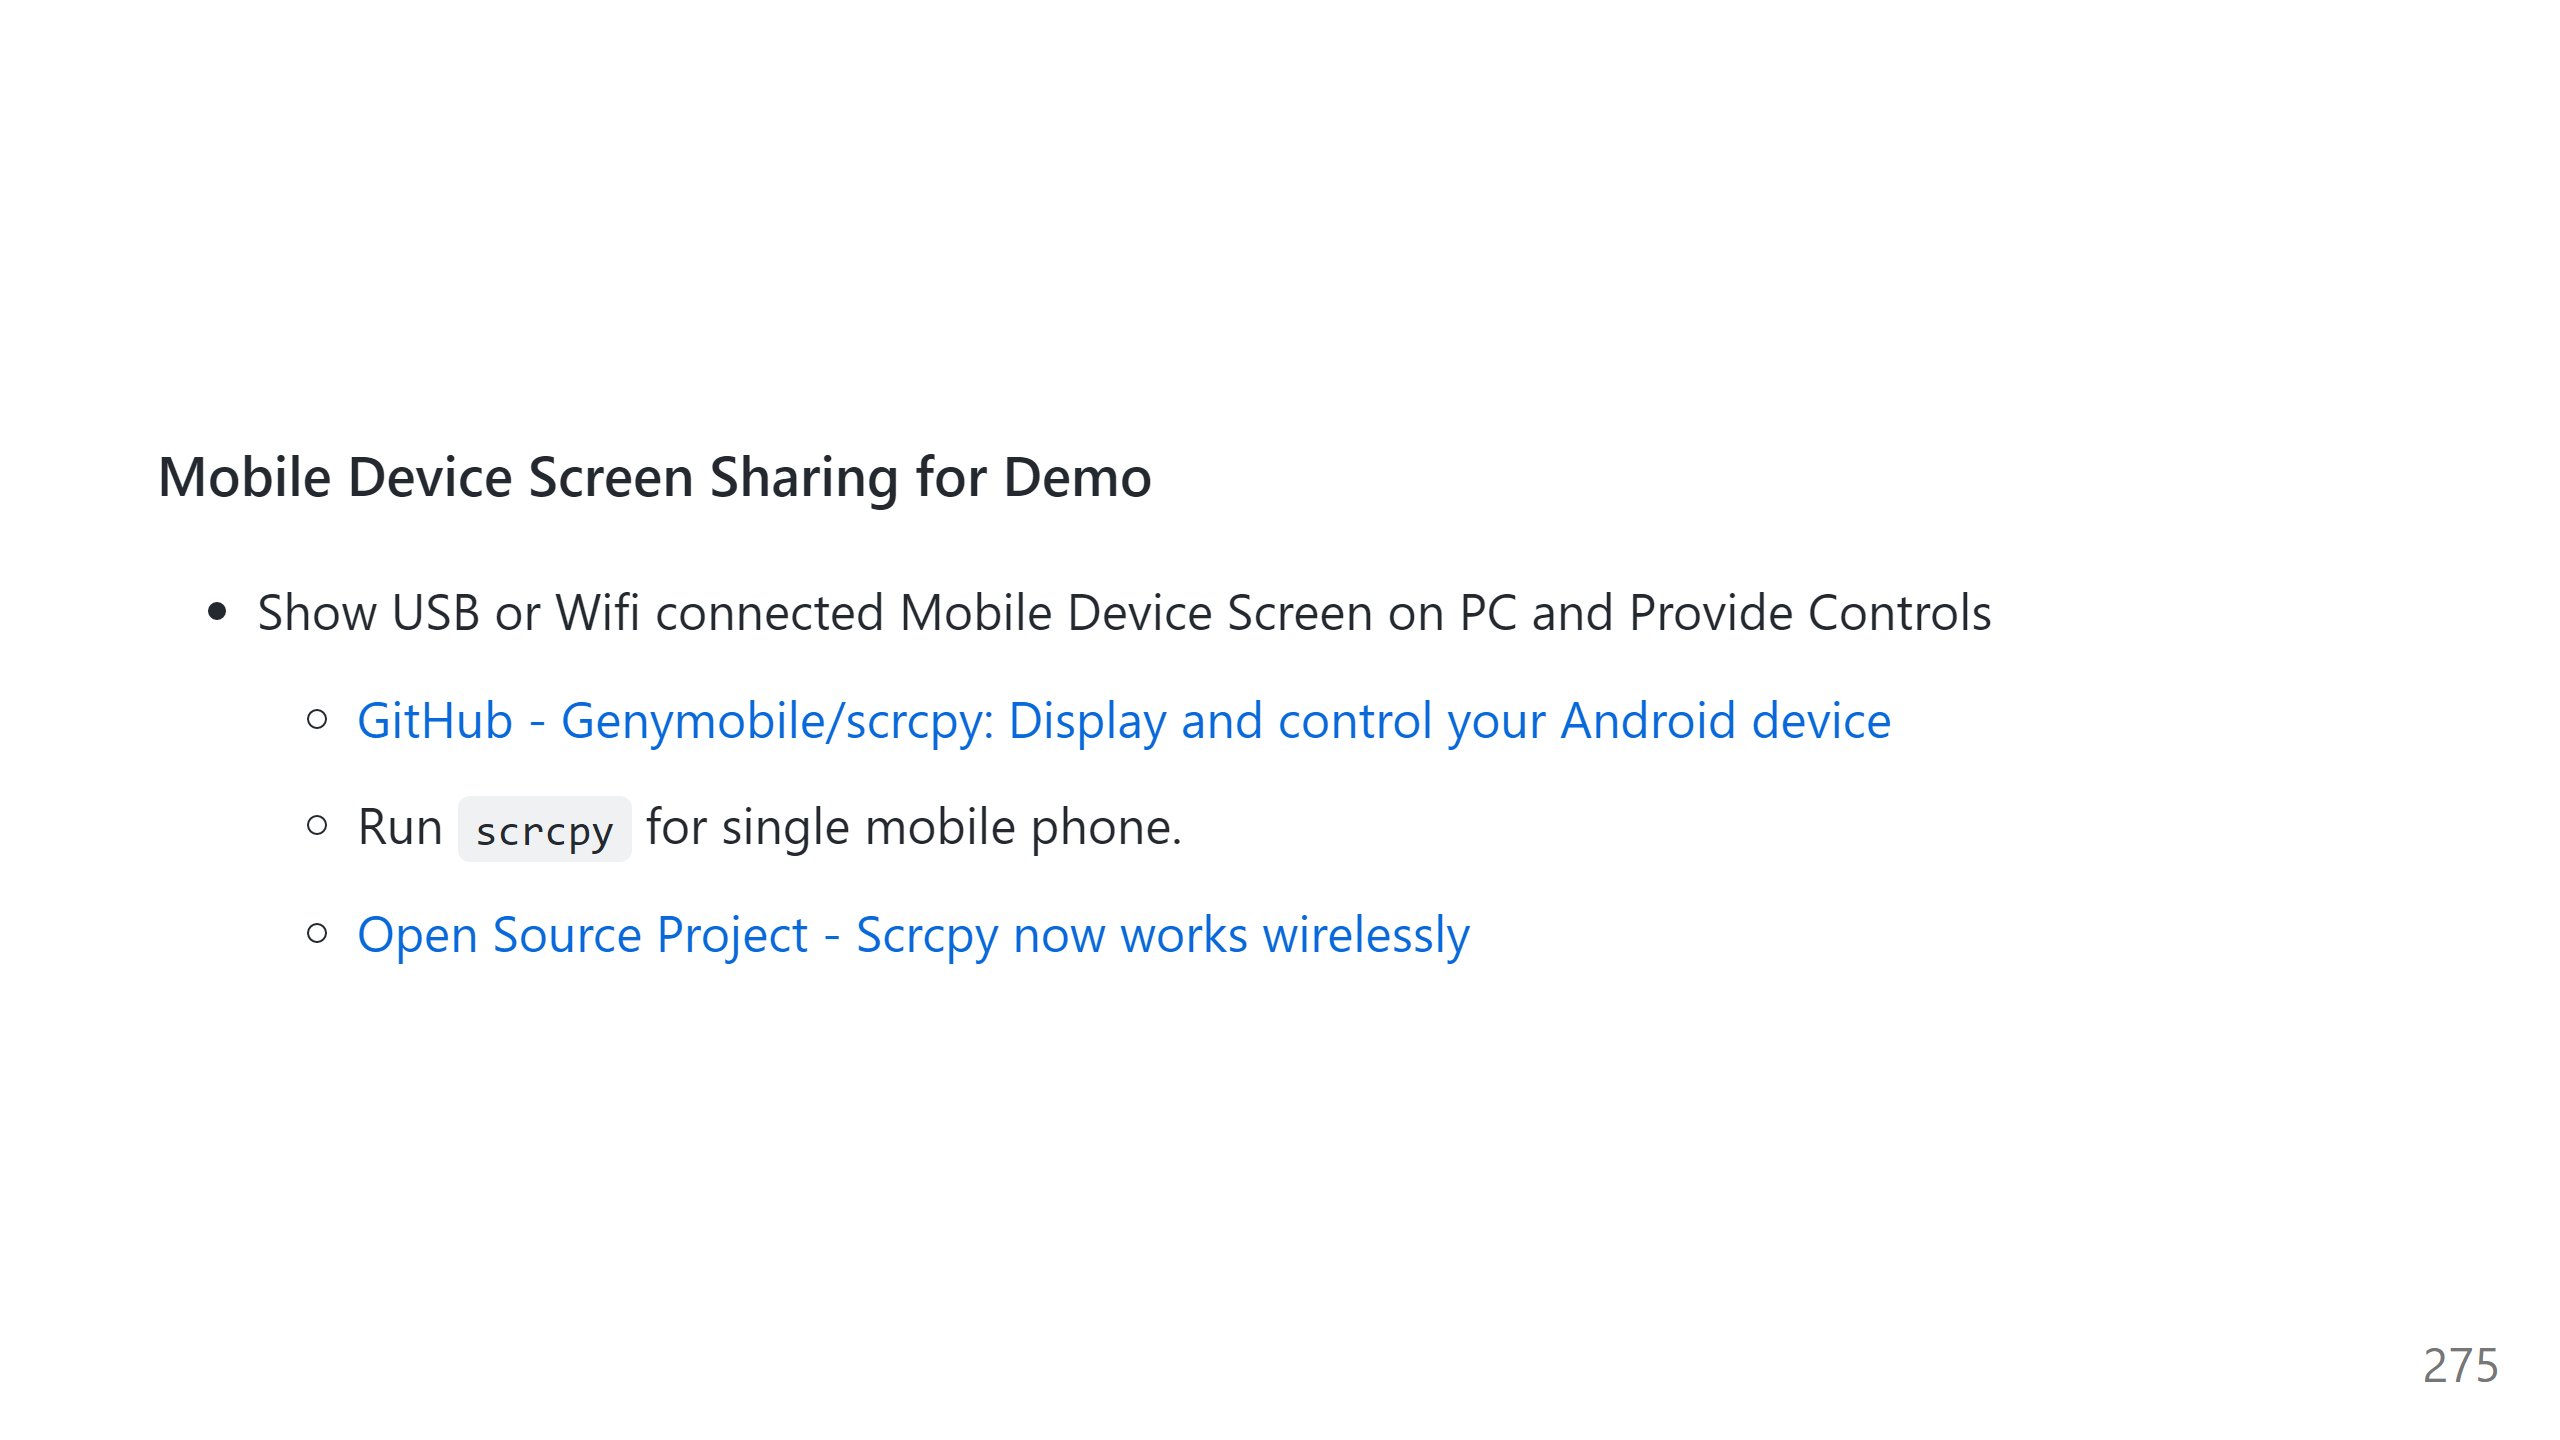 Mobile Device Screen Sharing for Demo
Show USB or Wifi connected Mobile Device Screen on PC and Provide Controls
GitHub - Genymobile/scrcpy: Display and control your Android device
Run scrcpy for single mobile phone.
Open Source Project - Scrcpy now works wirelessly
275